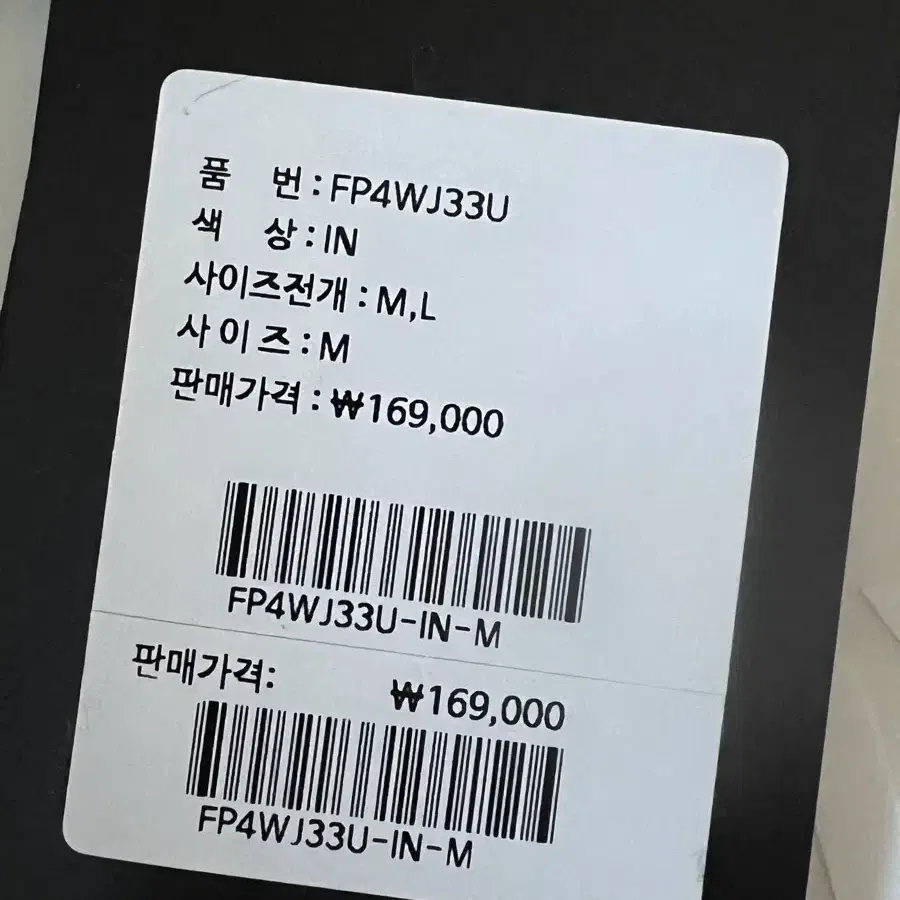 품 번 : FP4WJ33U
색 상 : IN
사이즈전개 : M,L
사 이 즈 : M
판매가격 : ₩169,000
FP4WJ33U-IN-M
판매가격: ₩169,000
FP4WJ33U-IN-M